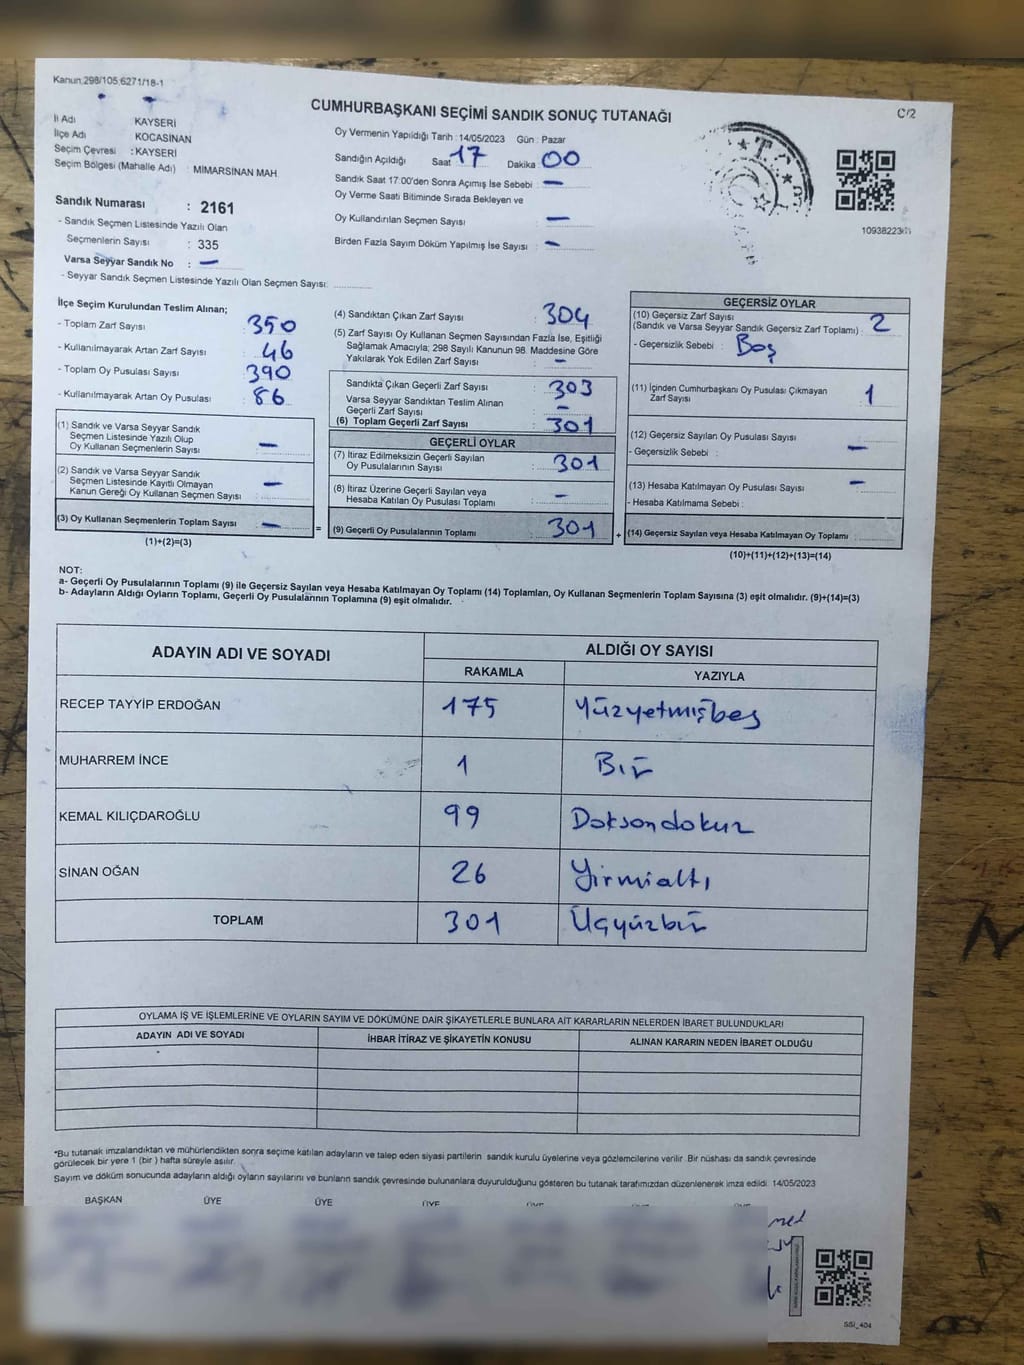 Kanun:298/105,6271/18-1
CUMHURBAŞKANI SEÇİMİ SANDIK SONUÇ TUTANAĞI
C/2
İl Adı KAYSERİ
İlçe Adı KOCASİNAN
Seçim Çevresi : KAYSERİ
Seçim Bölgesi (Mahalle Adı) : MİMARSİNAN MAH.
Sandık Numarası : 2161
- Sandık Seçmen Listesinde Yazılı Olan
Seçmenlerin Sayısı : 335
Varsa Seyyar Sandık No : —
- Seyyar Sandık Seçmen Listesinde Yazılı Olan Seçmen Sayısı:
Oy Vermenin Yapıldığı Tarih : 14/05/2023 Gün : Pazar
Sandığın Açıldığı Saat 17 Dakika 00
Sandık Saat 17:00'den Sonra Açımış İse Sebebi : —
Oy Verme Saati Bitiminde Sırada Bekleyen ve
Oy Kullandırılan Seçmen Sayısı —
Birden Fazla Sayım Döküm Yapılmış İse Sayısı : —
T.C.
İlçe Seçim Kurulundan Teslim Alınan;
- Toplam Zarf Sayısı 350
- Kullanılmayarak Artan Zarf Sayısı 46
- Toplam Oy Pusulası Sayısı 390
- Kullanılmayarak Artan Oy Pusulası 86
(1) Sandık ve Varsa Seyyar Sandık
Seçmen Listesinde Yazılı Olup
Oy Kullanan Seçmenlerin Sayısı : —
(2) Sandık ve Varsa Seyyar Sandık
Seçmen Listesinde Kayıtlı Olmayan
Kanun Gereği Oy Kullanan Seçmen Sayısı : —
(3) Oy Kullanan Seçmenlerin Toplam Sayısı : — =
(1)+(2)=(3)
(4) Sandıktan Çıkan Zarf Sayısı : 304
(5) Zarf Sayısı Oy Kullanan Seçmen Sayısından Fazla İse, Eşitliği
Sağlamak Amacıyla; 298 Sayılı Kanunun 98. Maddesine Göre
Yakılarak Yok Edilen Zarf Sayısı : —
Sandıkta Çıkan Geçerli Zarf Sayısı : 303
Varsa Seyyar Sandıktan Teslim Alınan
Geçerli Zarf Sayısı : —
(6) Toplam Geçerli Zarf Sayısı : 301
GEÇERLİ OYLAR
(7) İtiraz Edilmeksizin Geçerli Sayılan
Oy Pusulalarının Sayısı : 301
(8) İtiraz Üzerine Geçerli Sayılan veya
Hesaba Katılan Oy Pusulası Toplamı : —
(9) Geçerli Oy Pusulalarının Toplamı : 301 +
GEÇERSİZ OYLAR
(10) Geçersiz Zarf Sayısı
(Sandık ve Varsa Seyyar Sandık Geçersiz Zarf Toplamı) : 2
- Geçersizlik Sebebi : Boş
(11) İçinden Cumhurbaşkanı Oy Pusulası Çıkmayan
Zarf Sayısı : 1
(12) Geçersiz Sayılan Oy Pusulası Sayısı : —
- Geçersizlik Sebebi :
(13) Hesaba Katılmayan Oy Pusulası Sayısı : —
- Hesaba Katılmama Sebebi :
(14) Geçersiz Sayılan veya Hesaba Katılmayan Oy Toplamı :
(10)+(11)+(12)+(13)=(14)
NOT:
a- Geçerli Oy Pusulalarının Toplamı (9) ile Geçersiz Sayılan veya Hesaba Katılmayan Oy Toplamı (14) Toplamları, Oy Kullanan Seçmenlerin Toplam Sayısına (3) eşit olmalıdır. (9)+(14)=(3)
b- Adayların Aldığı Oyların Toplamı, Geçerli Oy Pusulalarının Toplamına (9) eşit olmalıdır.
ADAYIN ADI VE SOYADI ALDIĞI OY SAYISI
RAKAMLA YAZIYLA
RECEP TAYYİP ERDOĞAN 175 Yüzyetmişbeş
MUHARREM İNCE 1 Bir
KEMAL KILIÇDAROĞLU 99 Doksandokuz
SİNAN OĞAN 26 Yirmialtı
TOPLAM 301 Üçyüzbir
OYLAMA İŞ VE İŞLEMLERİNE VE OYLARIN SAYIM VE DÖKÜMÜNE DAİR ŞİKAYETLERLE BUNLARA AİT KARARLARIN NELERDEN İBARET BULUNDUKLARI
ADAYIN ADI VE SOYADI İHBAR İTİRAZ VE ŞİKAYETİN KONUSU ALINAN KARARIN NEDEN İBARET OLDUĞU
*Bu tutanak imzalandıktan ve mühürlendikten sonra seçime katılan adayların ve talep eden siyasi partilerin sandık kurulu üyelerine veya gözlemcilerine verilir. Bir nüshası da sandık çevresinde
görülecek bir yere 1 (bir ) hafta süreyle asılır.
Sayım ve döküm sonucunda adayların aldığı oyların sayılarını ve bunların sandık çevresinde bulunanlara duyurulduğunu gösteren bu tutanak tarafımızdan düzenlenerek imza edildi. 14/05/2023
BAŞKAN ÜYE ÜYE ÜYE ÜYE ÜYE ÜYE
SSI_404